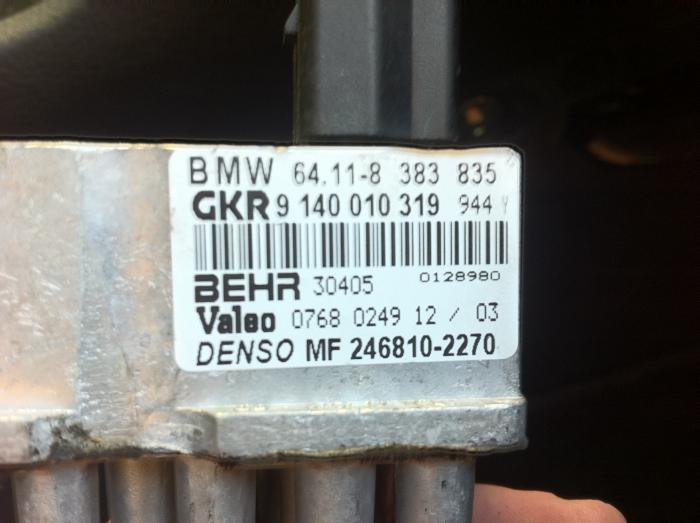 BMW 64.11-8 383 835
GKR 9 140 010 319 944 Y
BEHR 30405 0128980
Valeo 0768 0249 12 / 03
DENSO MF 246810-2270